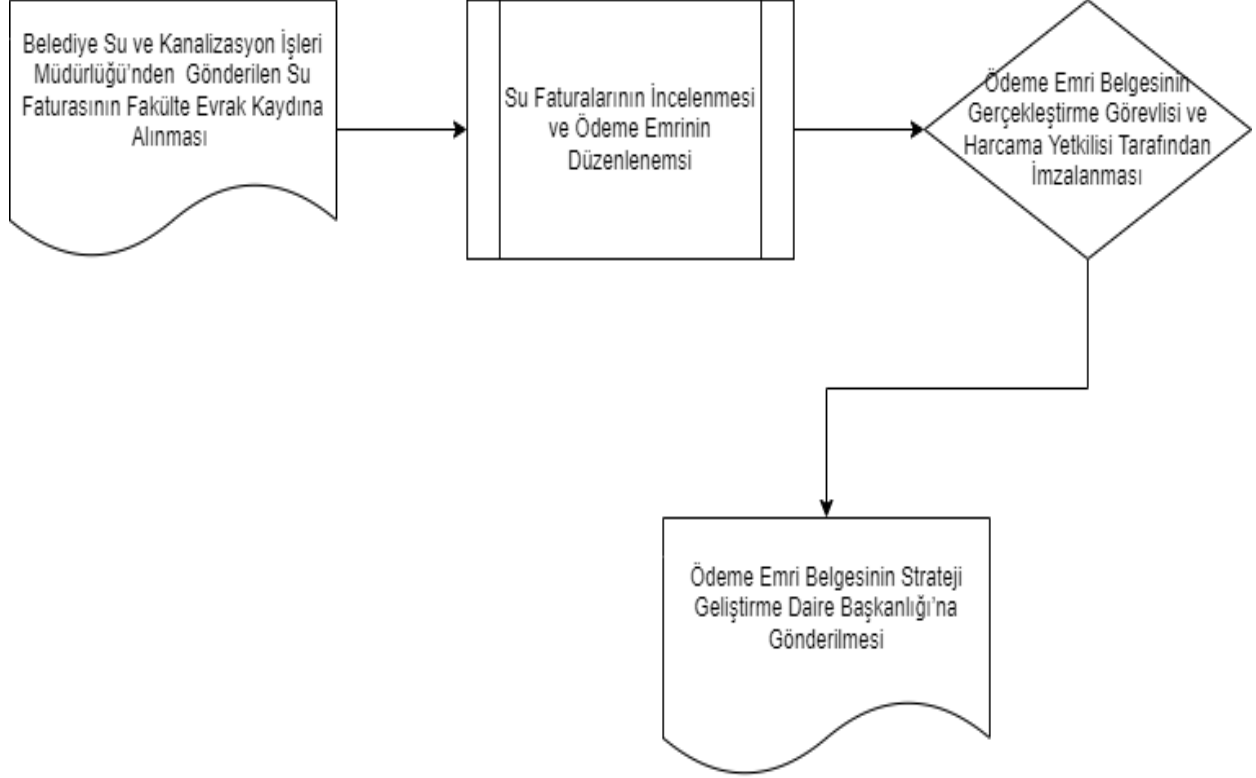 Belediye Su ve Kanalizasyon İşleri
Müdürlüğü’nden  Gönderilen Su
Faturasının Fakülte Evrak Kaydına
Alınması
Su Faturalarının İncelenmesi
ve Ödeme Emrinin
Düzenlenemsi
Ödeme Emri Belgesinin
Gerçekleştirme Görevlisi ve
Harcama Yetkilisi Tarafından
İmzalanması
Ödeme Emri Belgesinin Strateji
Geliştirme Daire Başkanlığı’na
Gönderilmesi